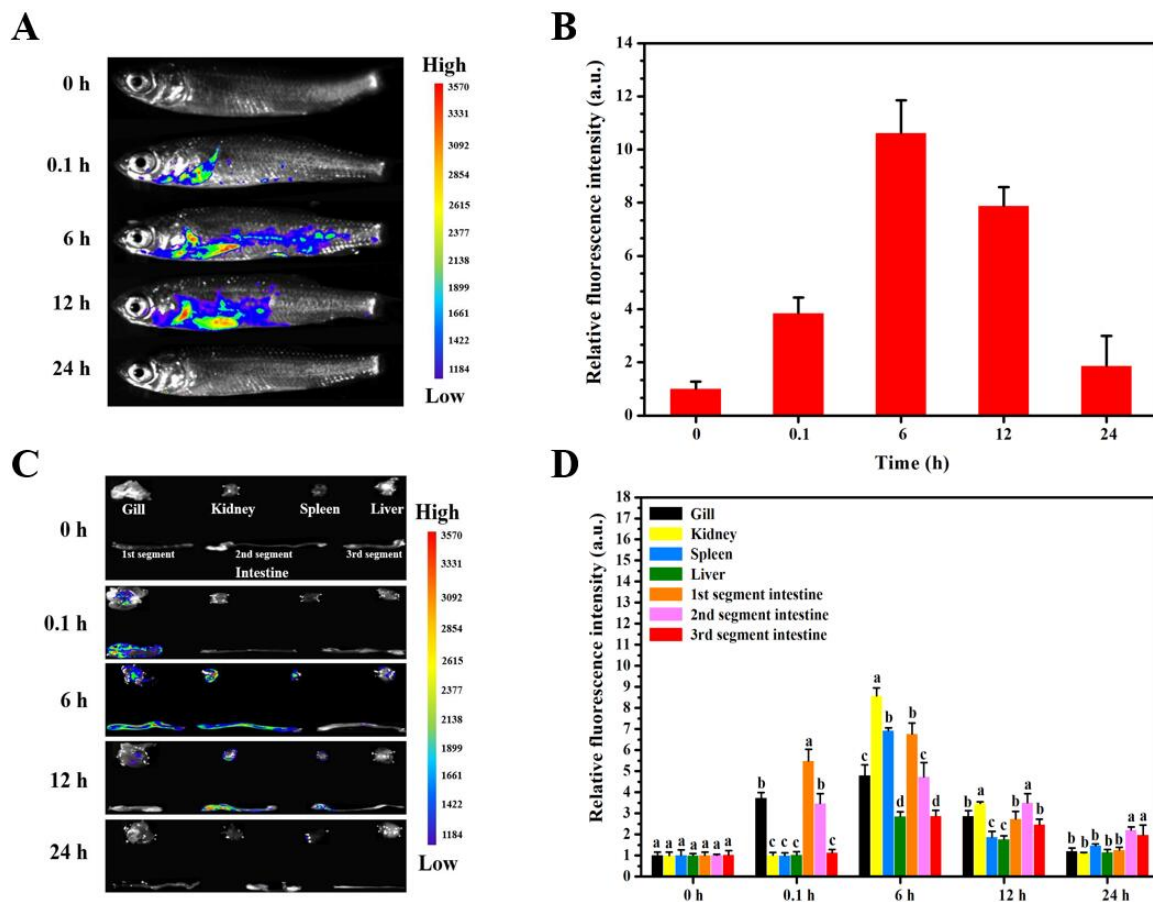 A
High
0 h
0.1 h
6 h
12 h
24 h
3570
3092
2854
2615
2377
2138
1899
1661
1422
1184
Low
B
Relative fluorescence intensity (a.u.)
14
12
10
8
6
4
2
0
0 0.1 6 12 24
Time (h)
C
High
0 h
Gill Kidney Spleen Liver
1st segment 2nd segment 3rd segment
Intestine
0.1 h
6 h
12 h
24 h
3570
3092
2854
2615
2377
2138
1899
1661
1422
1184
Low
D
Relative fluorescence intensity (a.u.)
18
17
16
15
14
13
12
11
10
9
8
7
6
5
4
3
2
1
0
Gill
Kidney
Spleen
Liver
1st segment intestine
2nd segment intestine
3rd segment intestine
a a a a a a a
b c c c a b c
c a b d b c d
b a c c b a b
b b b b b a a
0 h 0.1 h 6 h 12 h 24 h